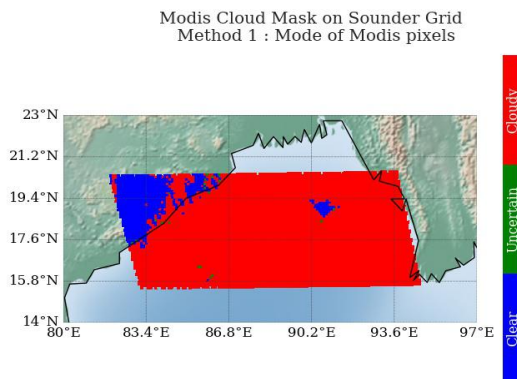 Modis Cloud Mask on Sounder Grid
Method 1 : Mode of Modis pixels
23°N
21.2°N
19.4°N
17.6°N
15.8°N
14°N
80°E 83.4°E 86.8°E 90.2°E 93.6°E 97°E
Cloudy
Uncertain
Clear